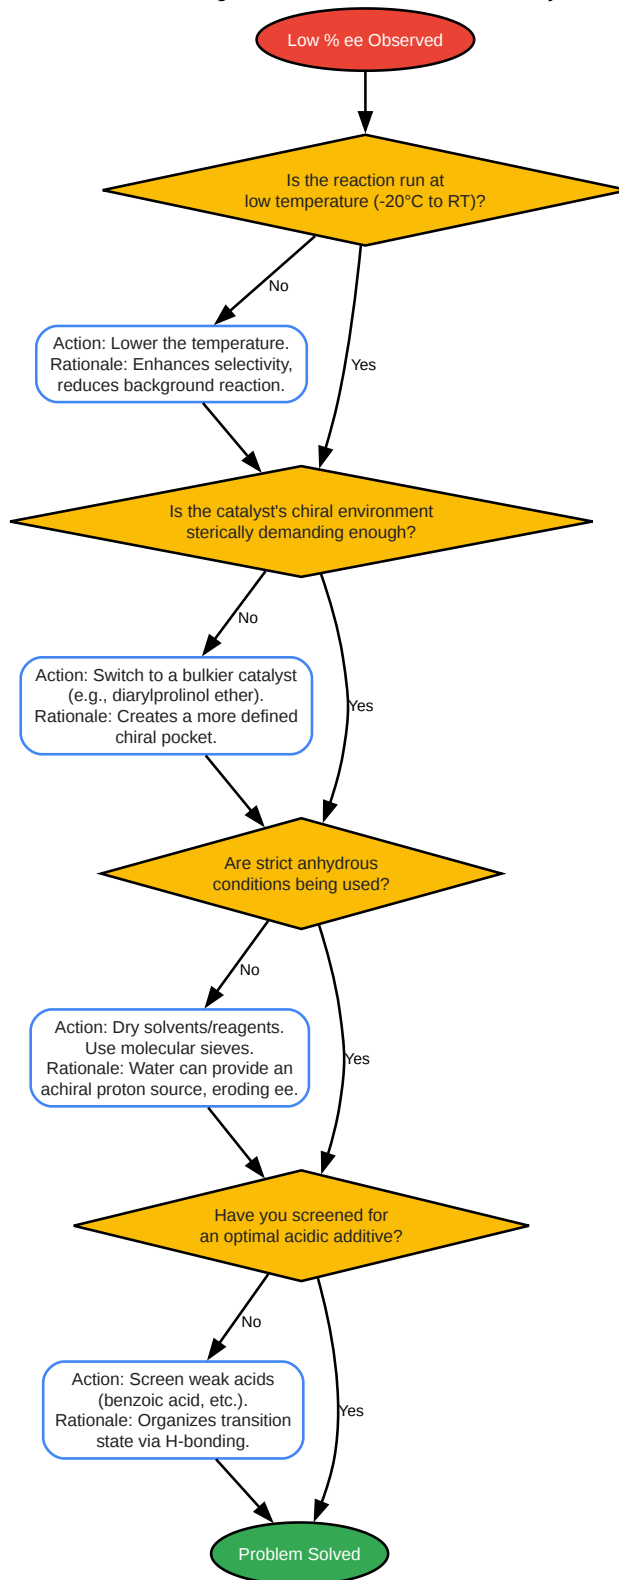 Low % ee Observed
Is the reaction run at
low temperature (-20°C to RT)?
No
Yes
Action: Lower the temperature.
Rationale: Enhances selectivity,
reduces background reaction.
Is the catalyst's chiral environment
sterically demanding enough?
No
Yes
Action: Switch to a bulkier catalyst
(e.g., diarylprolinol ether).
Rationale: Creates a more defined
chiral pocket.
Are strict anhydrous
conditions being used?
No
Yes
Action: Dry solvents/reagents.
Use molecular sieves.
Rationale: Water can provide an
achiral proton source, eroding ee.
Have you screened for
an optimal acidic additive?
No
Yes
Action: Screen weak acids
(benzoic acid, etc.).
Rationale: Organizes transition
state via H-bonding.
Problem Solved